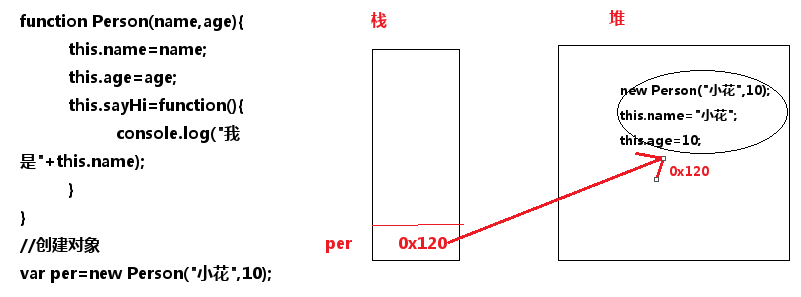 function Person(name,age){
this.name=name;
this.age=age;
this.sayHi=function(){
console.log("我
是"+this.name);
}
}
//创建对象
var per=new Person("小花",10);
栈
per
0x120
堆
new Person("小花",10);
this.name="小花";
this.age=10;
0x120